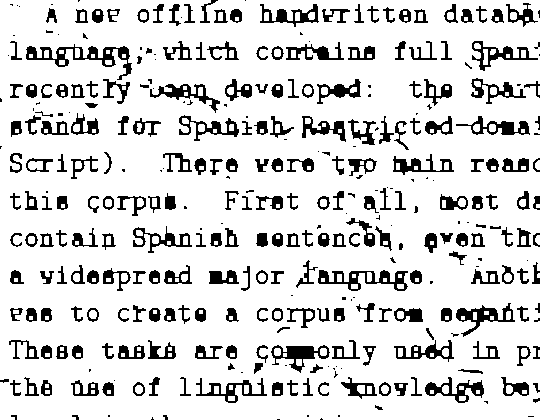 A new offline handwritten databa
language, which contains full Spani
recently been developed: the Spart
stands for Spanish Restricted-domai
Script). There were two main reaso
this corpus. First of all, most da
contain Spanish sentences, even tho
a widespread major language. Anoth
was to create a corpus from semanti
These tasks are commonly used in pr
the use of linguistic knowledge bey